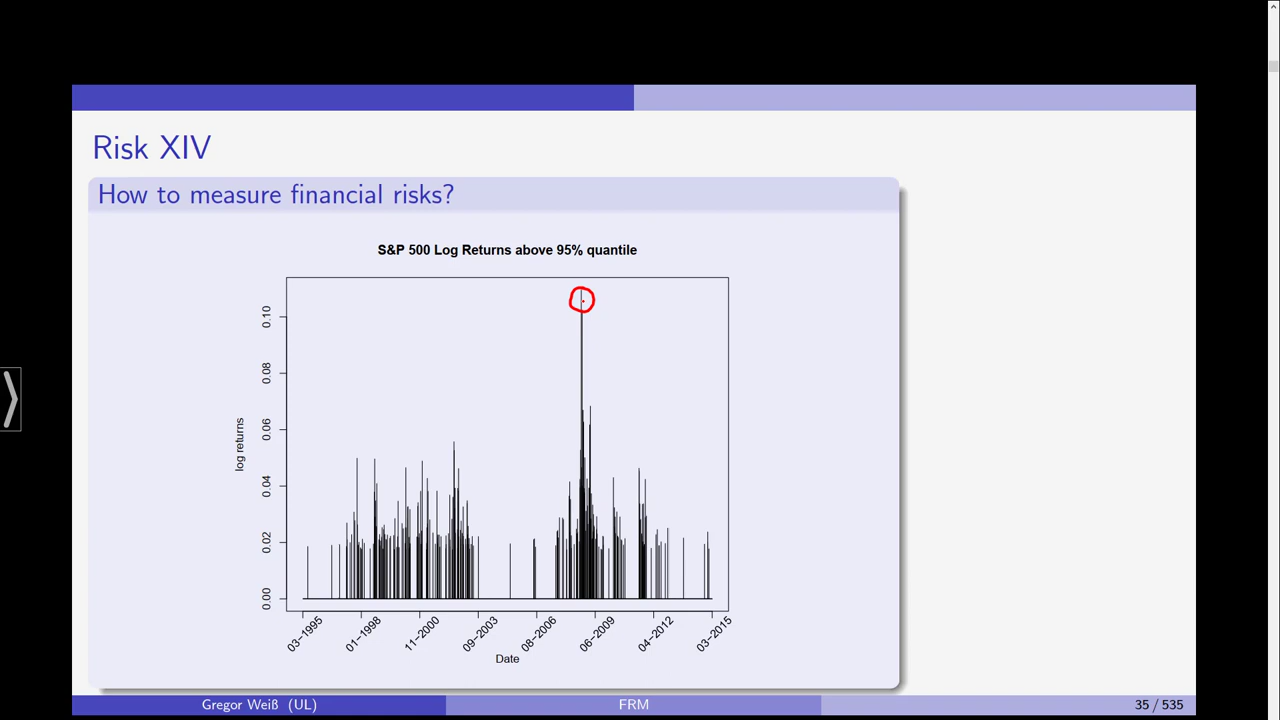 Risk XIV
How to measure financial risks?
S&P 500 Log Returns above 95% quantile
log returns
0.10
0.08
0.06
0.04
0.02
0.00
03−1995
01−1998
11−2000
09−2003
08−2006
06−2009
04−2012
03−2015
Date
Gregor Weiß (UL)
FRM
35 / 535